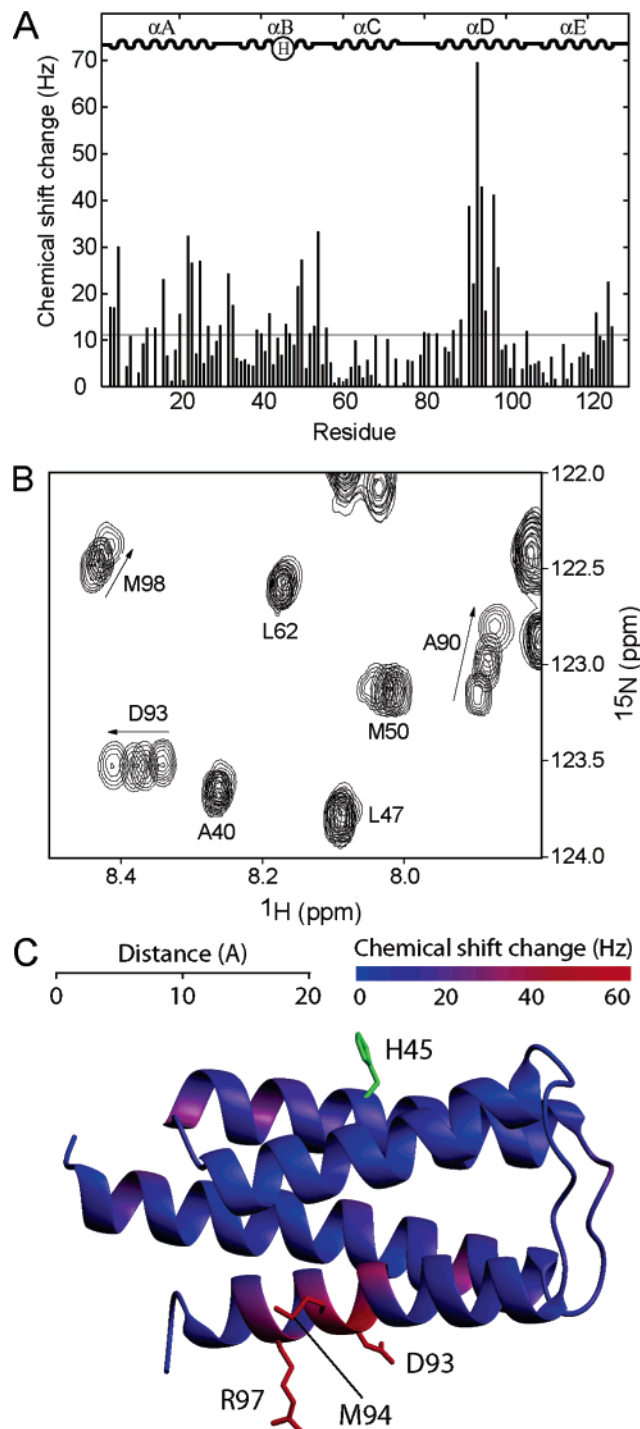 A
αA αB αC αD αE
H
Chemical shift change (Hz)
70
60
50
40
30
20
10
0
20 40 60 80 100 120
Residue
B
122.0
122.5
123.0
123.5
124.0
15N (ppm)
M98
L62
A90
D93
M50
A40
L47
8.4 8.2 8.0
1H (ppm)
C
Distance (A)
0 10 20
Chemical shift change (Hz)
0 20 40 60
H45
D93
R97
M94